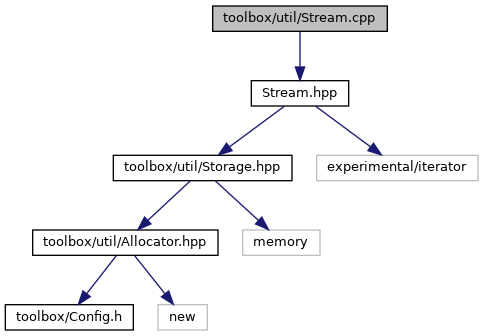 toolbox/util/Stream.cpp
Stream.hpp
toolbox/util/Storage.hpp
experimental/iterator
toolbox/util/Allocator.hpp
memory
toolbox/Config.h
new